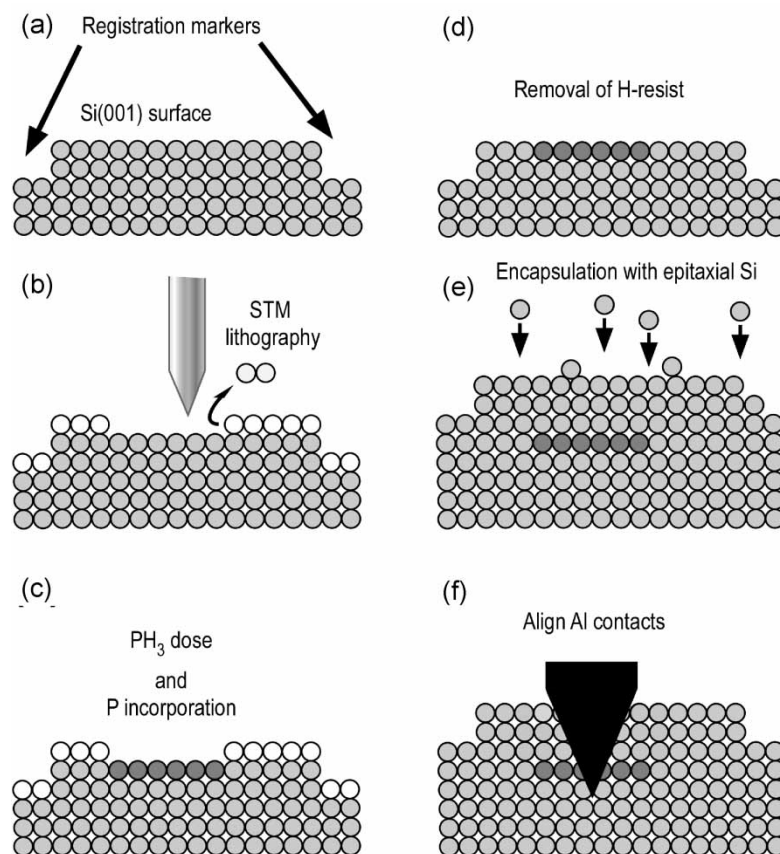 (a)
Registration markers
Si(001) surface
(b)
STM
lithography
(c)
PH₃ dose
and
P incorporation
(d)
Removal of H-resist
(e)
Encapsulation with epitaxial Si
(f)
Align Al contacts